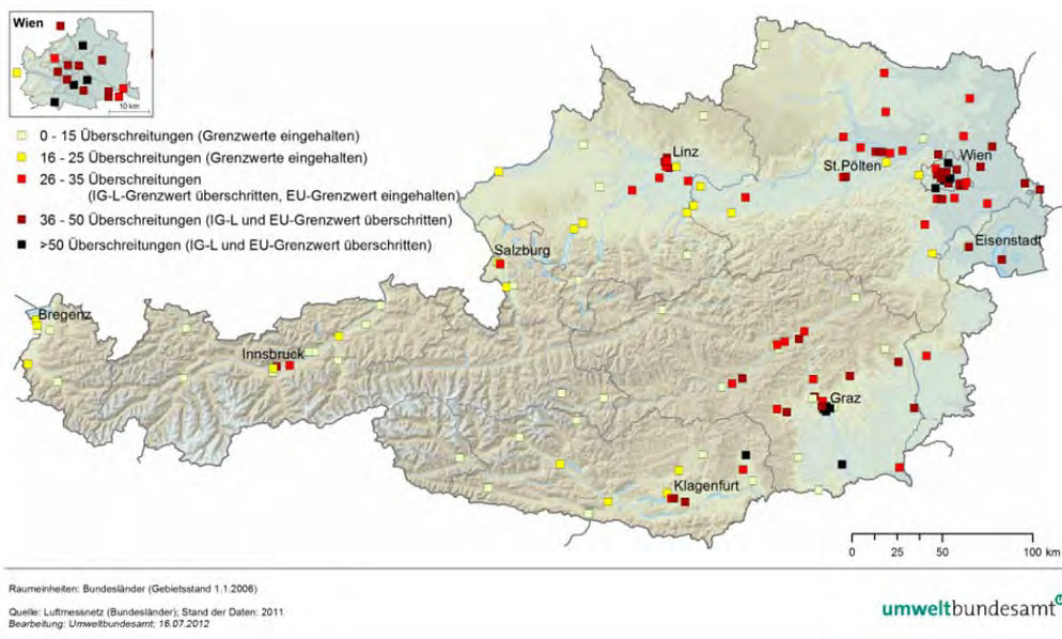 Wien
10 km
0 - 15 Überschreitungen (Grenzwerte eingehalten)
16 - 25 Überschreitungen (Grenzwerte eingehalten)
26 - 35 Überschreitungen
(IG-L-Grenzwert überschritten, EU-Grenzwert eingehalten)
36 - 50 Überschreitungen (IG-L und EU-Grenzwert überschritten)
>50 Überschreitungen (IG-L und EU-Grenzwert überschritten)
Linz
St.Pölten
Wien
Eisenstadt
Salzburg
Bregenz
Innsbruck
Graz
Klagenfurt
0 25 50 100 km
Raumeinheiten: Bundesländer (Gebietsstand 1.1.2006)
Quelle: Luftmessnetz (Bundesländer); Stand der Daten: 2011
Bearbeitung: Umweltbundesamt; 16.07.2012
umweltbundesamt